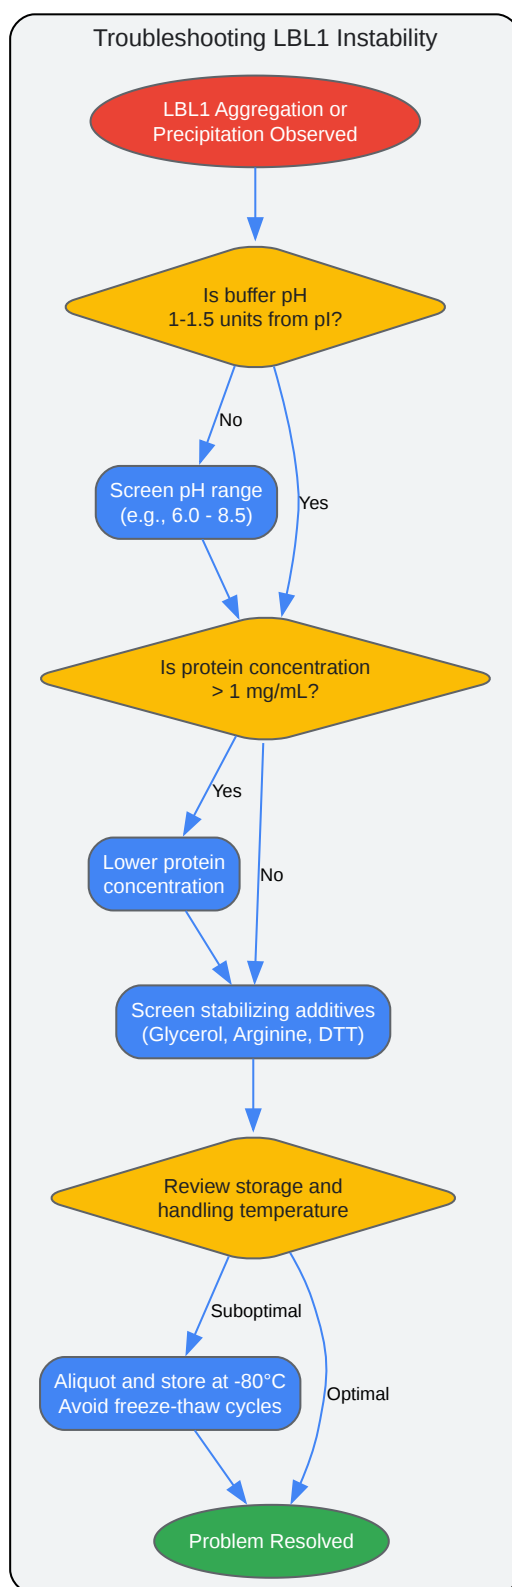 Troubleshooting LBL1 Instability
LBL1 Aggregation or
Precipitation Observed
Is buffer pH
1-1.5 units from pI?
No
Screen pH range
(e.g., 6.0 - 8.5)
Yes
Is protein concentration
> 1 mg/mL?
Yes
Lower protein
concentration
No
Screen stabilizing additives
(Glycerol, Arginine, DTT)
Review storage and
handling temperature
Suboptimal
Aliquot and store at -80°C
Avoid freeze-thaw cycles
Optimal
Problem Resolved